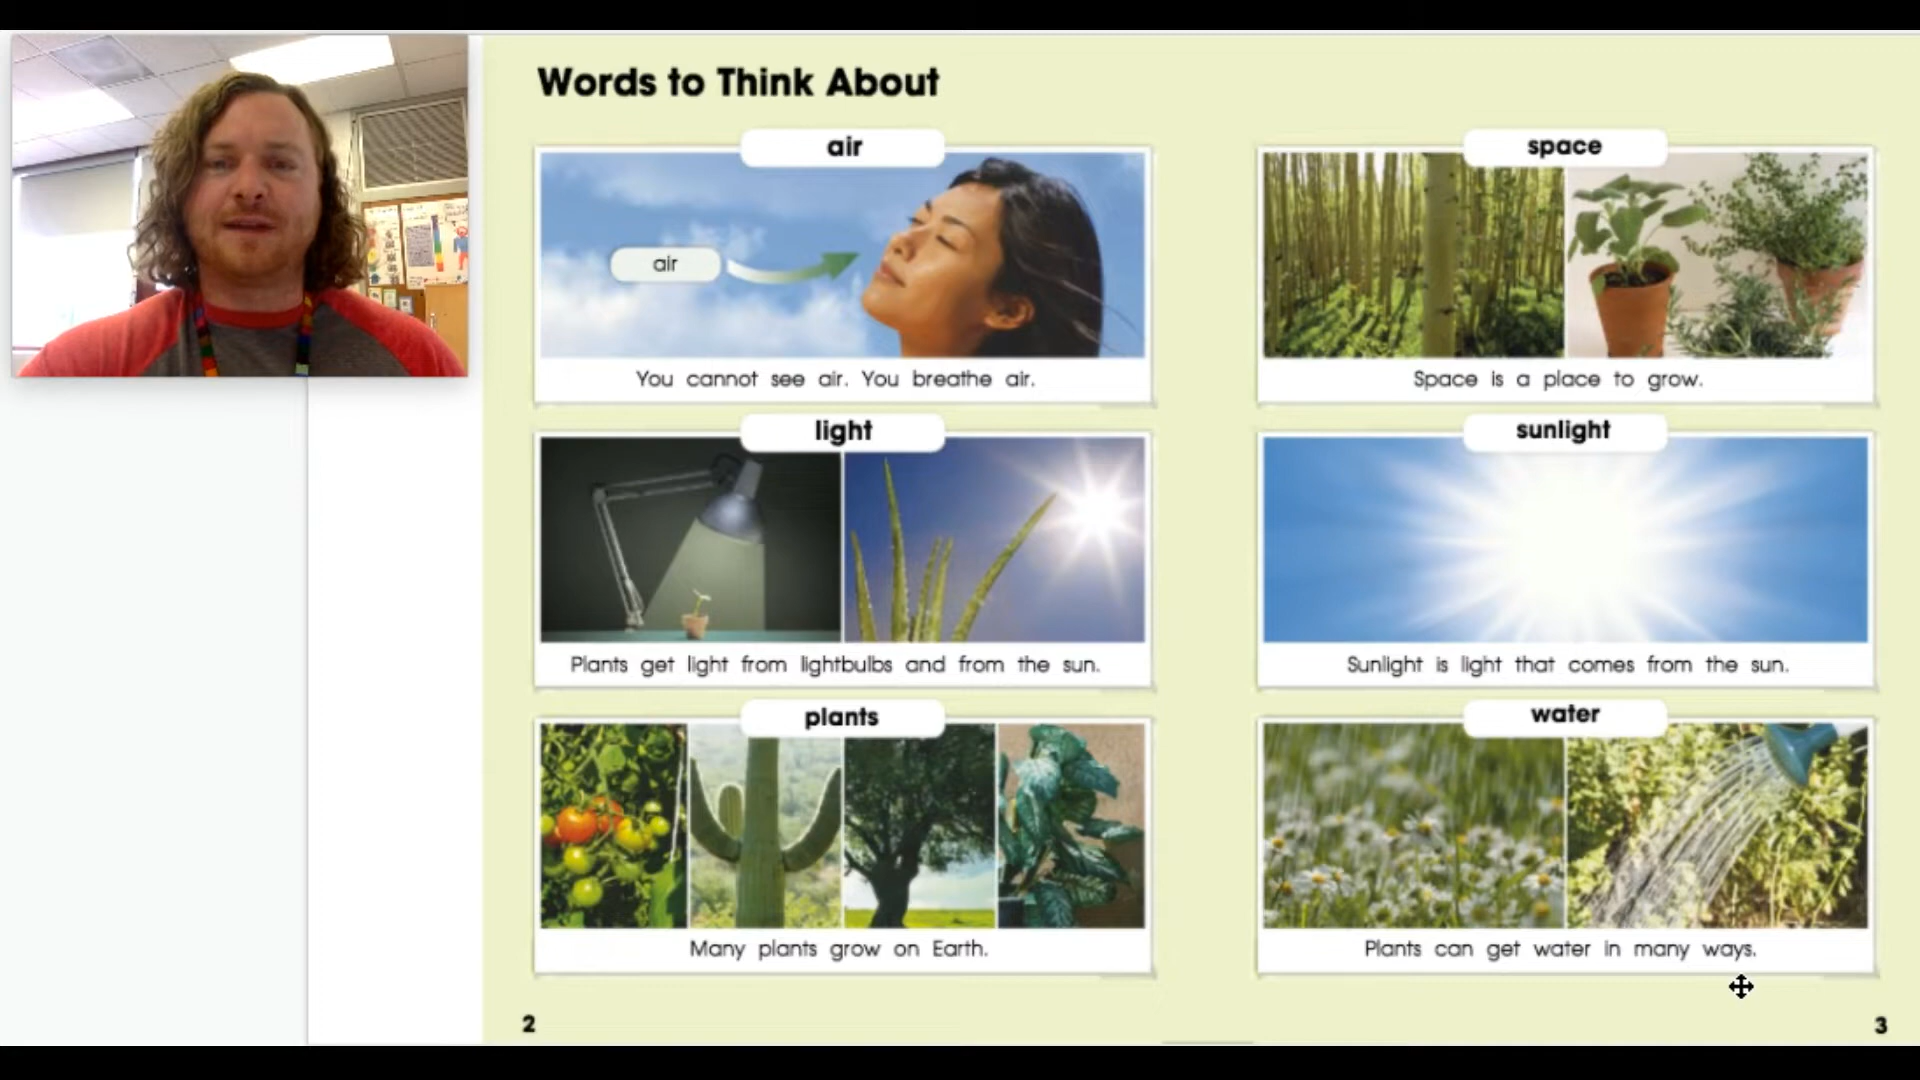 Words to Think About
air
air
You cannot see air. You breathe air.
light
Plants get light from lightbulbs and from the sun.
plants
Many plants grow on Earth.
2
space
Space is a place to grow.
sunlight
Sunlight is light that comes from the sun.
water
Plants can get water in many ways.
3